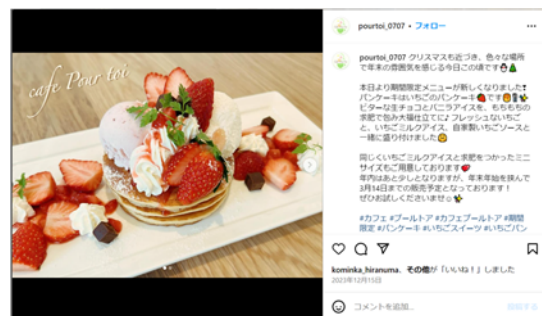 cafe Pour toi
pourtoi_0707 • フォロー
pourtoi_0707 クリスマスも近づき、色々な場所
で年末の雰囲気を感じる今日この頃です
本日より期間限定メニューが新しくなりました❣
パンケーキはいちごのパンケーキ🍓です
ビターな生チョコとバニラアイスを、もちもちの
求肥で包み大福仕立てに♪フレッシュないちご
と、いちごミルクアイス、自家製いちごソースと
一緒に盛り付けました
同じくいちごミルクアイスと求肥をつかったミニ
サイズもご用意しております
年内はあと少しとなりますが、年末年始を挟んで
3月14日までの販売予定となっております！
ぜひお試しくださいませ☺
#カフェ #プールトア #カフェプールトア #期間
限定 #パンケーキ #いちごスイーツ #いちごパン
kominka_hiranuma、その他が「いいね！」しました
2023年12月15日
コメントを追加...
投稿する